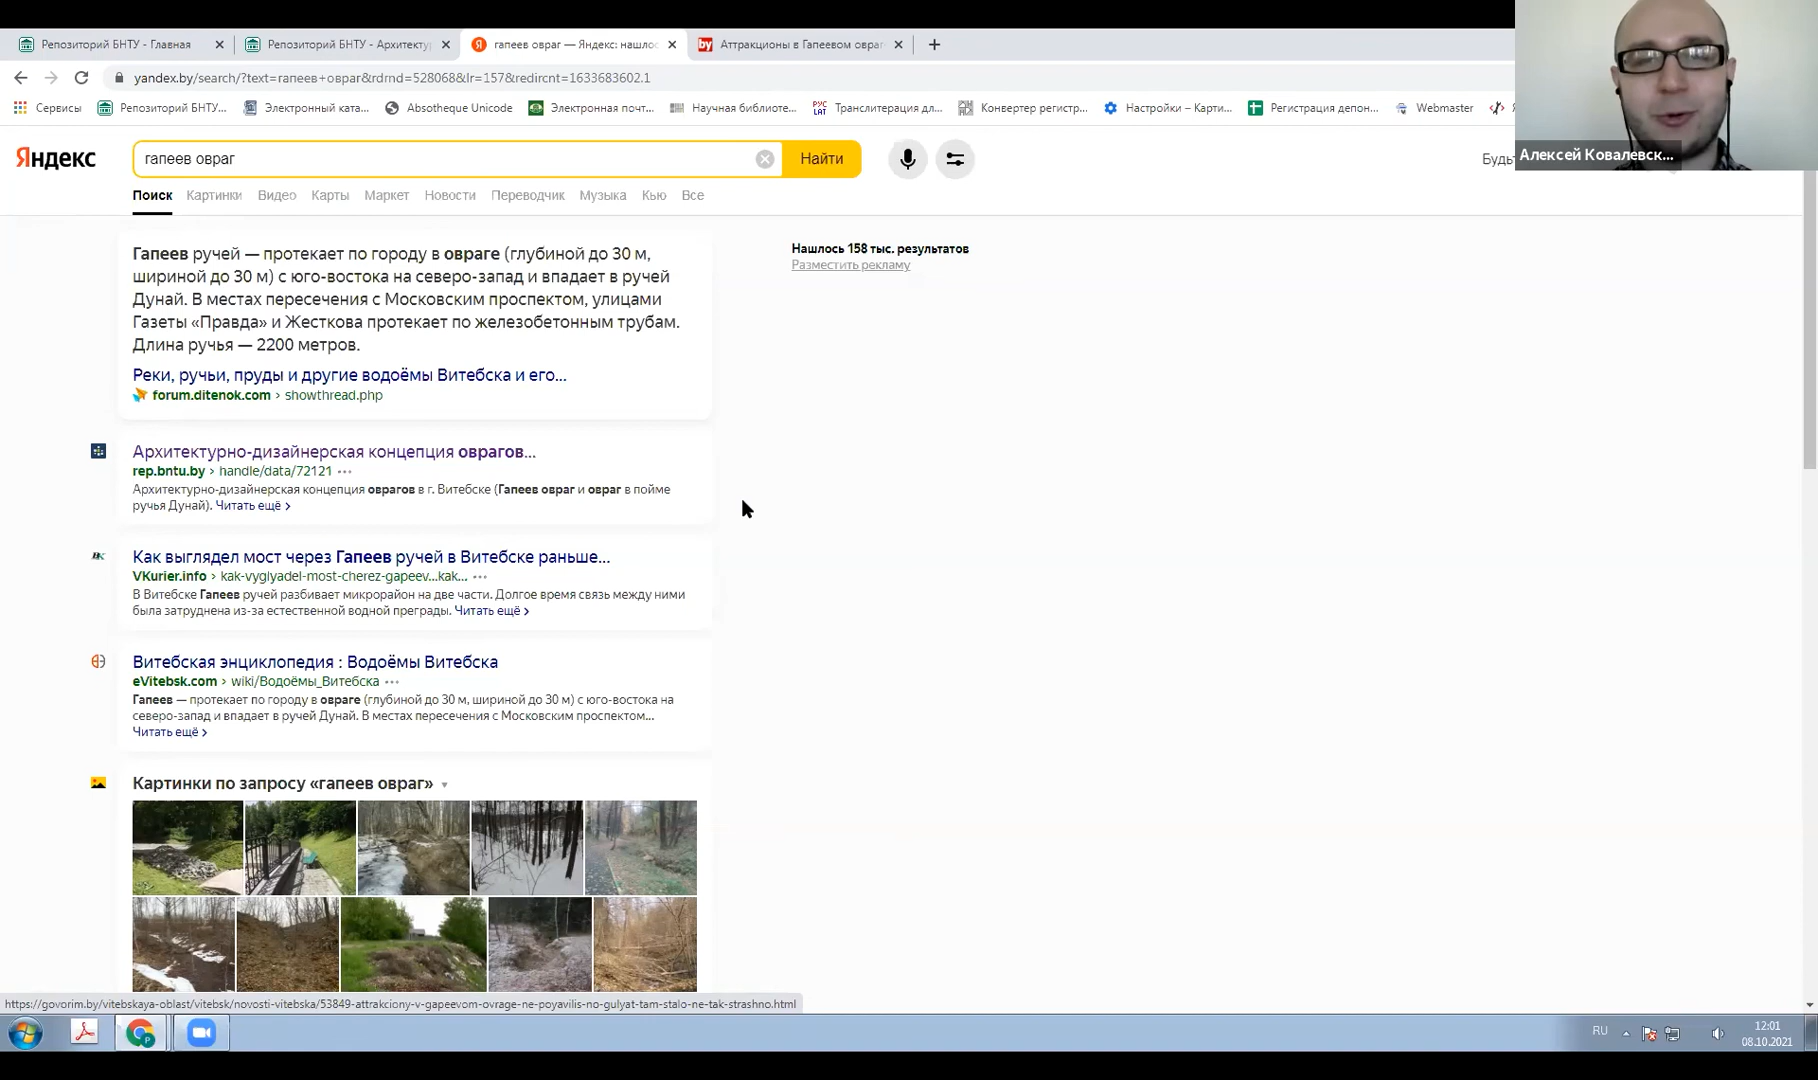 Репозиторий БНТУ - Главная
Репозиторий БНТУ - Архитекту
гапеев овраг — Яндекс: нашлос
Аттракционы в Гапеевом овраг
yandex.by/search/?text=гапеев+овраг&rdrnd=528068&lr=157&redircnt=1633683602.1
Сервисы
Репозиторий БНТУ...
Электронный ката...
Absotheque Unicode
Электронная почт...
Научная библиоте...
РУС LAT
Транслитерация дл...
Конвертер регистр...
Настройки – Карти...
Регистрация депон...
Webmaster
Яндекс
гапеев овраг
Найти
Будь
Алексей Ковалевск...
Поиск Картинки Видео Карты Маркет Новости Переводчик Музыка Кью Все
Гапеев ручей — протекает по городу в овраге (глубиной до 30 м,
шириной до 30 м) с юго-востока на северо-запад и впадает в ручей
Дунай. В местах пересечения с Московским проспектом, улицами
Газеты «Правда» и Жесткова протекает по железобетонным трубам.
Длина ручья — 2200 метров.
Реки, ручьи, пруды и другие водоёмы Витебска и его...
forum.ditenok.com › showthread.php
Нашлось 158 тыс. результатов
Разместить рекламу
Архитектурно-дизайнерская концепция оврагов...
rep.bntu.by › handle/data/72121
Архитектурно-дизайнерская концепция оврагов в г. Витебске (Гапеев овраг и овраг в пойме
ручья Дунай). Читать ещё ›
Как выглядел мост через Гапеев ручей в Витебске раньше...
VKurier.info › kak-vyglyadel-most-cherez-gapeev...kak...
В Витебске Гапеев ручей разбивает микрорайон на две части. Долгое время связь между ними
была затруднена из-за естественной водной преграды. Читать ещё ›
Витебская энциклопедия : Водоёмы Витебска
eVitebsk.com › wiki/Водоёмы_Витебска
Гапеев — протекает по городу в овраге (глубиной до 30 м, шириной до 30 м) с юго-востока на
северо-запад и впадает в ручей Дунай. В местах пересечения с Московским проспектом...
Читать ещё ›
Картинки по запросу «гапеев овраг»
https://govorim.by/vitebskaya-oblast/vitebsk/novosti-vitebska/53849-attrakciony-v-gapeevom-ovrage-ne-poyavilis-no-gulyat-tam-stalo-ne-tak-strashno.html
RU
12:01
08.10.2021